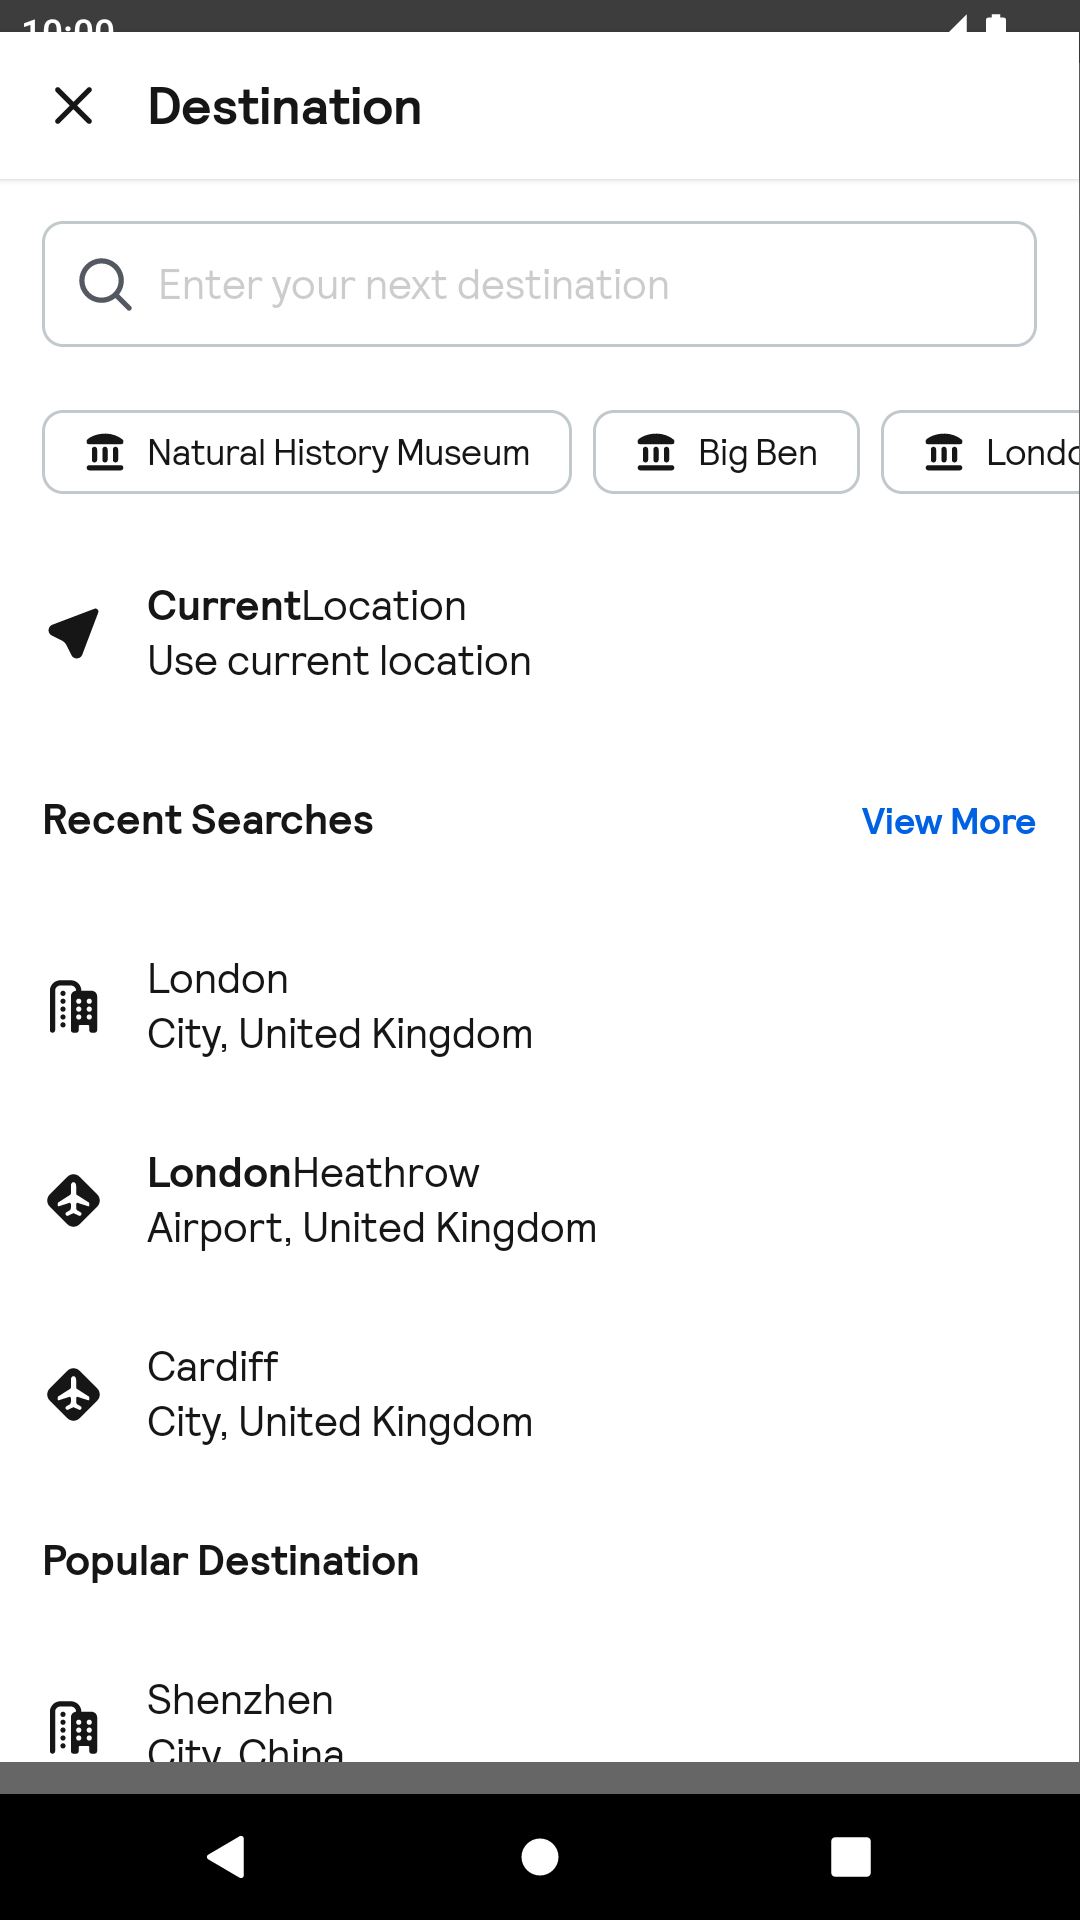 10:00
Destination
Enter your next destination
Natural History Museum
Big Ben
CurrentLocation
Use current location
Recent Searches
View More
London
City, United Kingdom
LondonHeathrow
Airport, United Kingdom
Cardiff
City, United Kingdom
Popular Destination
Shenzhen
City, China